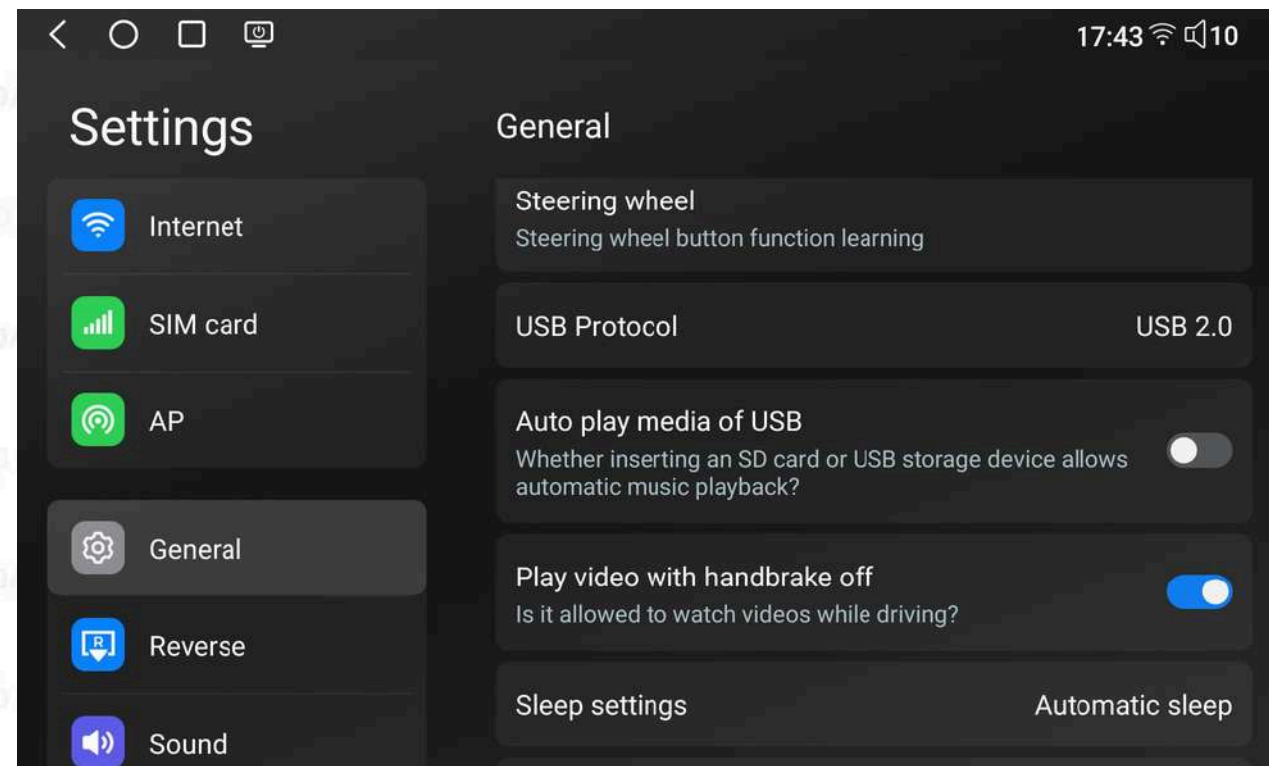 17:43 10
Settings
Internet
SIM card
AP
General
Reverse
R
Sound
General
Steering wheel
Steering wheel button function learning
USB Protocol USB 2.0
Auto play media of USB
Whether inserting an SD card or USB storage device allows
automatic music playback?
Play video with handbrake off
Is it allowed to watch videos while driving?
Sleep settings Automatic sleep